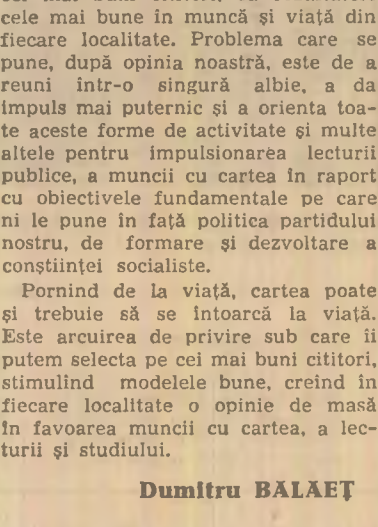 cele mai bune în muncă și viață din
fiecare localitate. Problema care se
pune, după opinia noastră, este de a
reuni într-o singură albie, a da
impuls mai puternic și a orienta toa-
te aceste forme de activitate și multe
altele pentru impulsionarea lecturii
publice, a muncii cu cartea în raport
cu obiectivele fundamentale pe care
ni le pune în față politica partidului
nostru, de formare și dezvoltare a
conștiinței socialiste.
Pornind de la viață, cartea poate
și trebuie să se întoarcă la viață.
Este arcuirea de privire sub care îi
putem selecta pe cei mai buni cititori,
stimulînd modelele bune, creînd în
fiecare localitate o opinie de masă
în favoarea muncii cu cartea, a lec-
turii și studiului.
Dumitru BALAEȚ